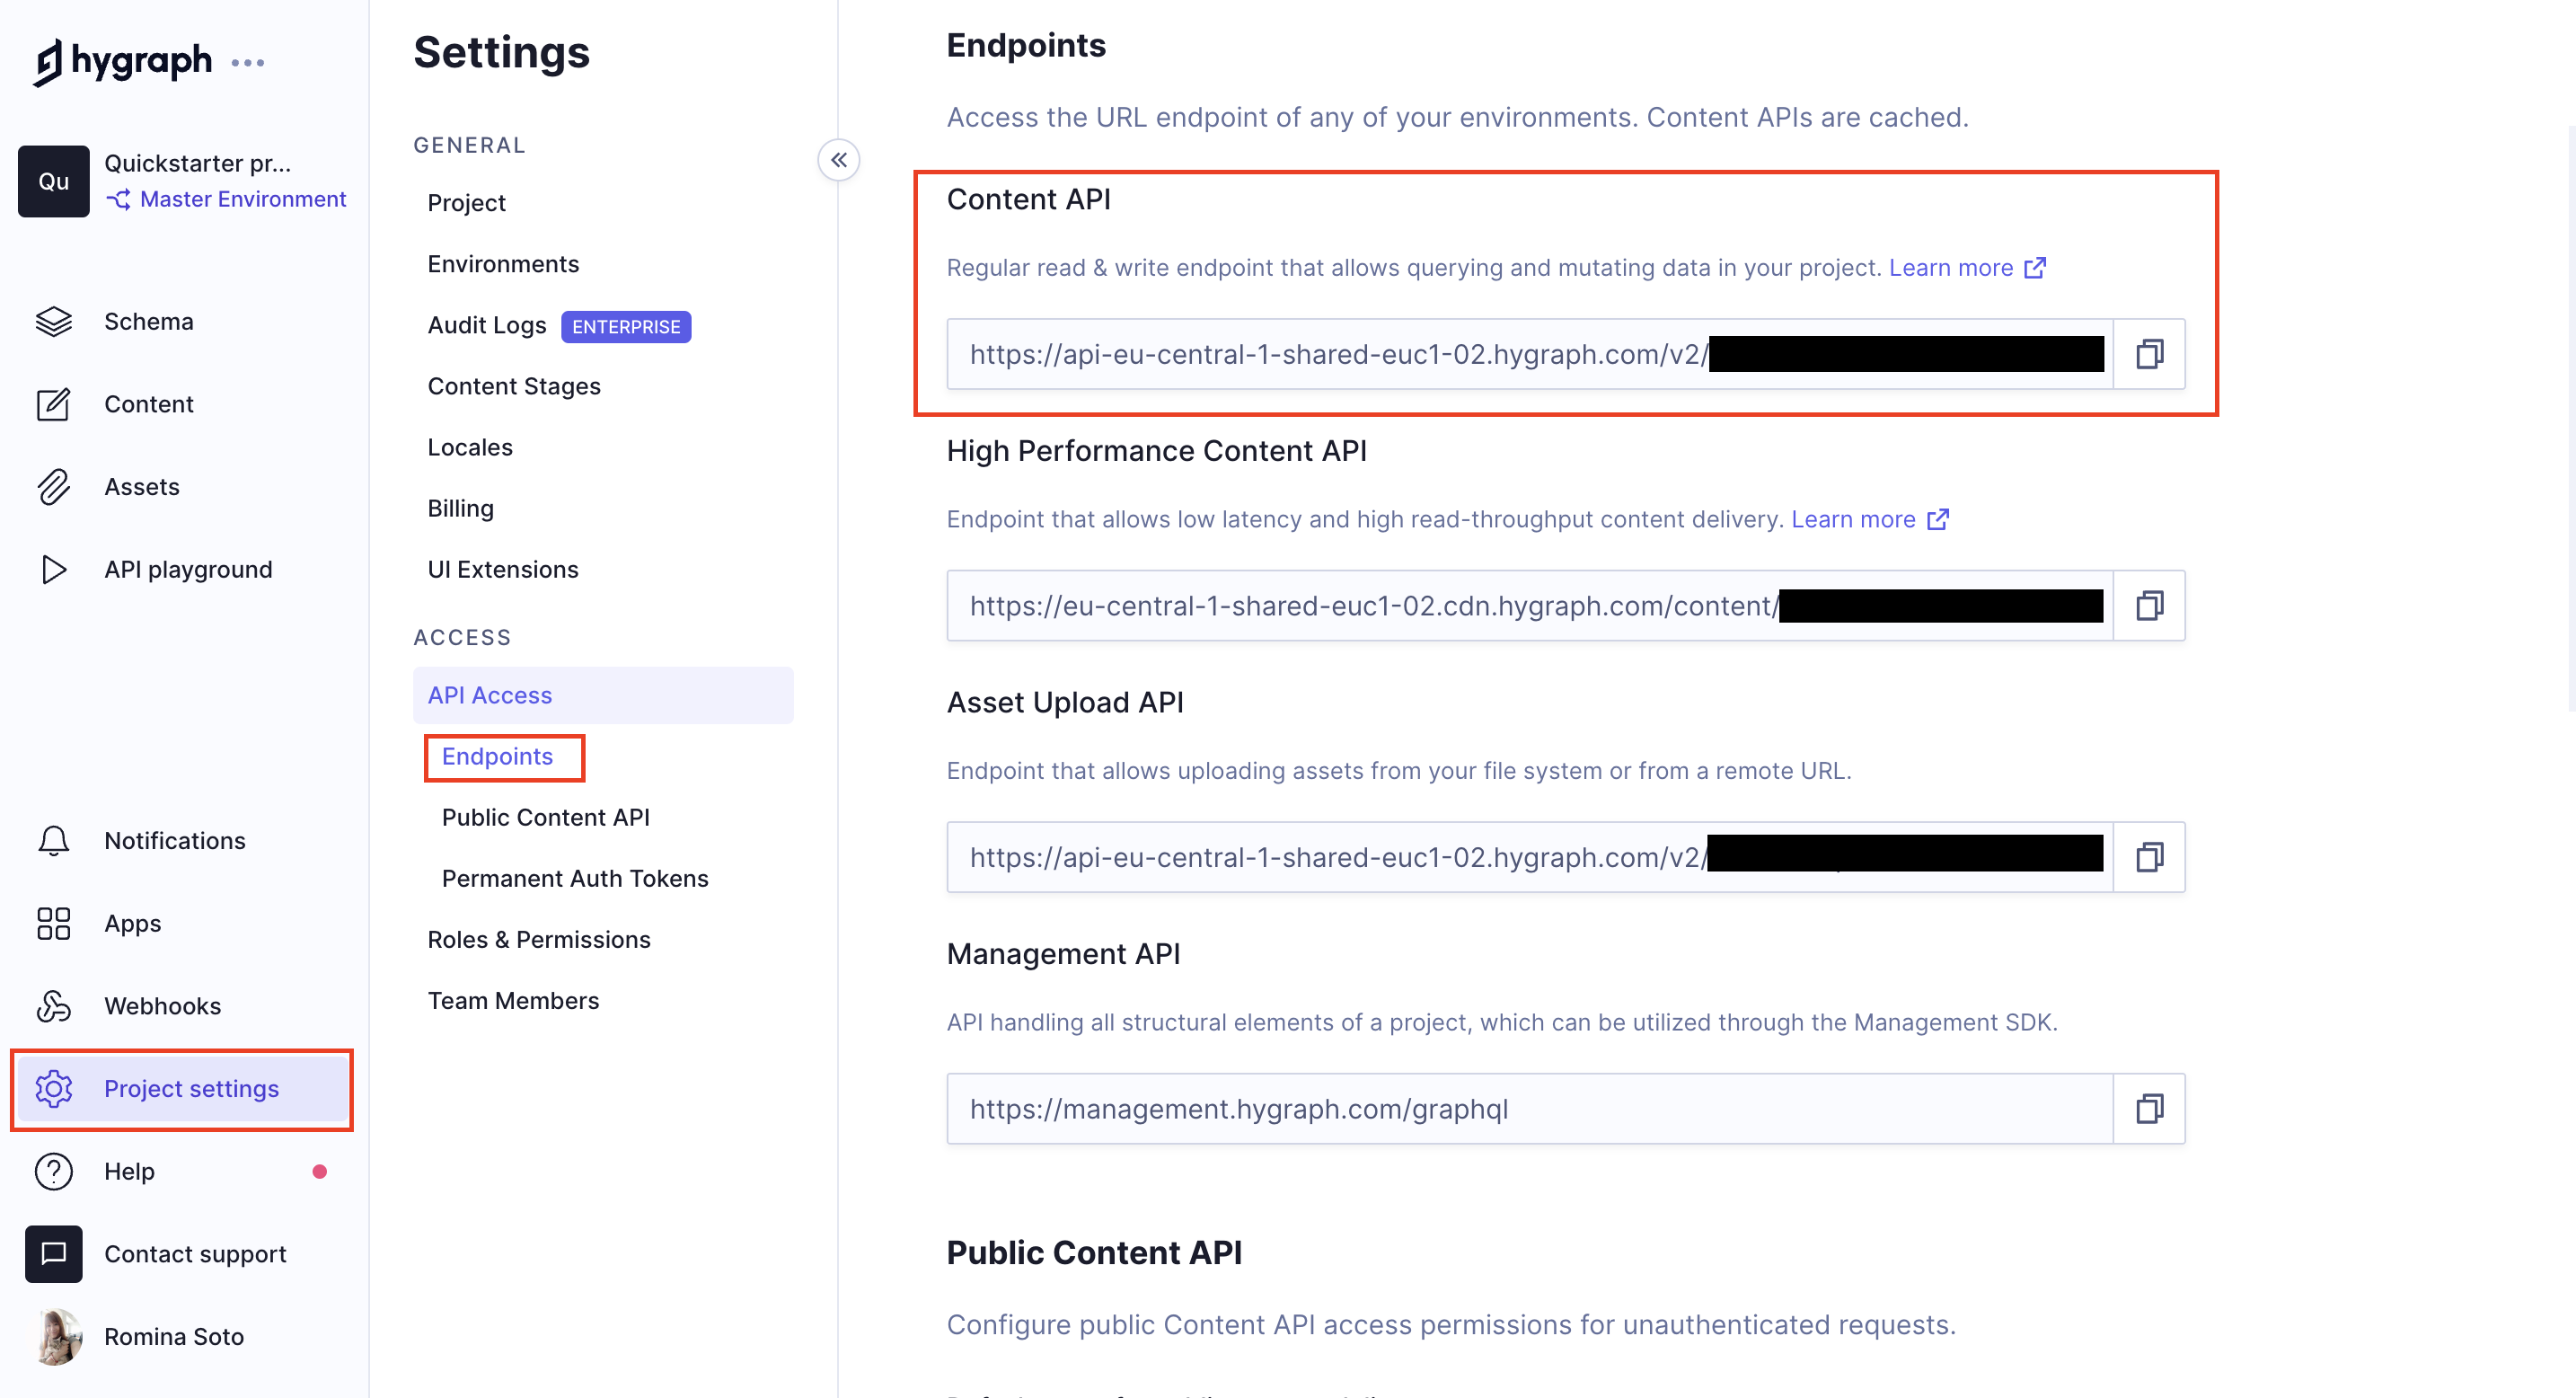 hygraph
Qu
Quickstarter pr...
Master Environment
Schema
Content
Assets
API playground
Notifications
Apps
Webhooks
Project settings
Help
Contact support
Romina Soto
Settings
GENERAL
Project
Environments
Audit Logs ENTERPRISE
Content Stages
Locales
Billing
UI Extensions
ACCESS
API Access
Endpoints
Public Content API
Permanent Auth Tokens
Roles & Permissions
Team Members
Endpoints
Access the URL endpoint of any of your environments. Content APIs are cached.
Content API
Regular read & write endpoint that allows querying and mutating data in your project. Learn more
https://api-eu-central-1-shared-euc1-02.hygraph.com/v2/
High Performance Content API
Endpoint that allows low latency and high read-throughput content delivery. Learn more
https://eu-central-1-shared-euc1-02.cdn.hygraph.com/content/
Asset Upload API
Endpoint that allows uploading assets from your file system or from a remote URL.
https://api-eu-central-1-shared-euc1-02.hygraph.com/v2/
Management API
API handling all structural elements of a project, which can be utilized through the Management SDK.
https://management.hygraph.com/graphql
Public Content API
Configure public Content API access permissions for unauthenticated requests.